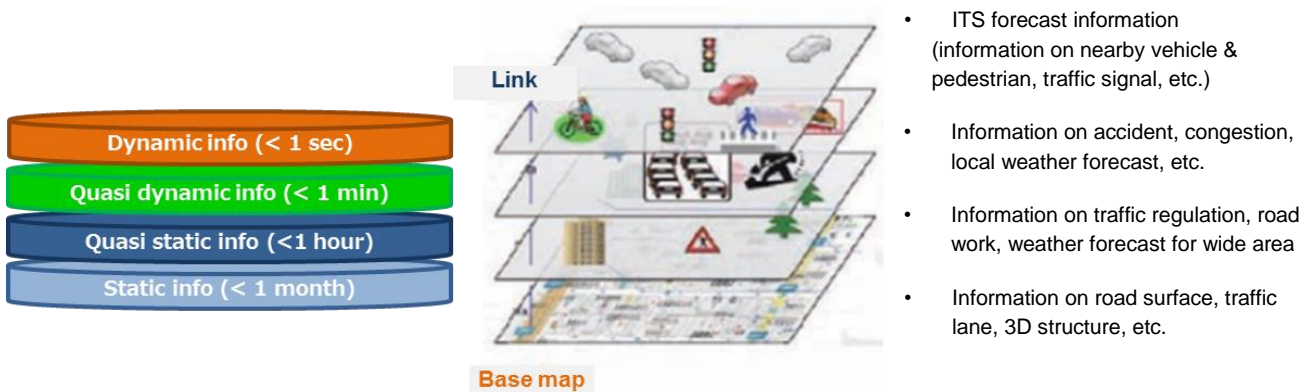 Dynamic info (< 1 sec)
Quasi dynamic info (< 1 min)
Quasi static info (<1 hour)
Static info (< 1 month)
Link
Base map
• ITS forecast information
(information on nearby vehicle &
pedestrian, traffic signal, etc.)
• Information on accident, congestion,
local weather forecast, etc.
• Information on traffic regulation, road
work, weather forecast for wide area
• Information on road surface, traffic
lane, 3D structure, etc.